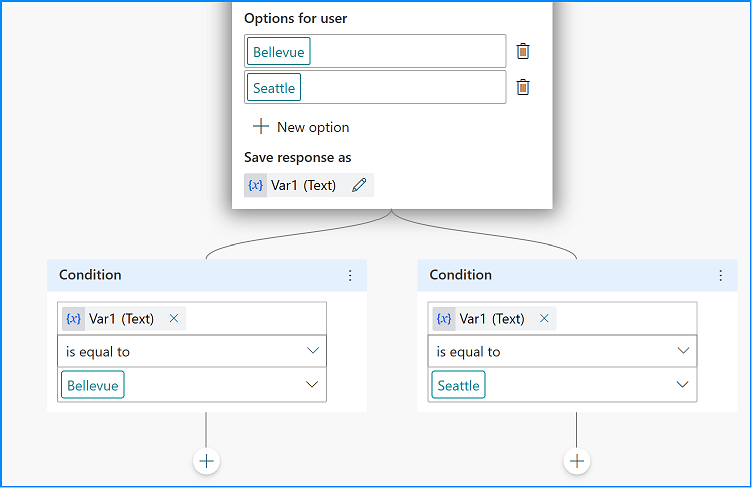 Options for user
Bellevue
Seattle
New option
Save response as
{x} Var1 (Text)
Condition
{x} Var1 (Text)
is equal to
Bellevue
Condition
{x} Var1 (Text)
is equal to
Seattle